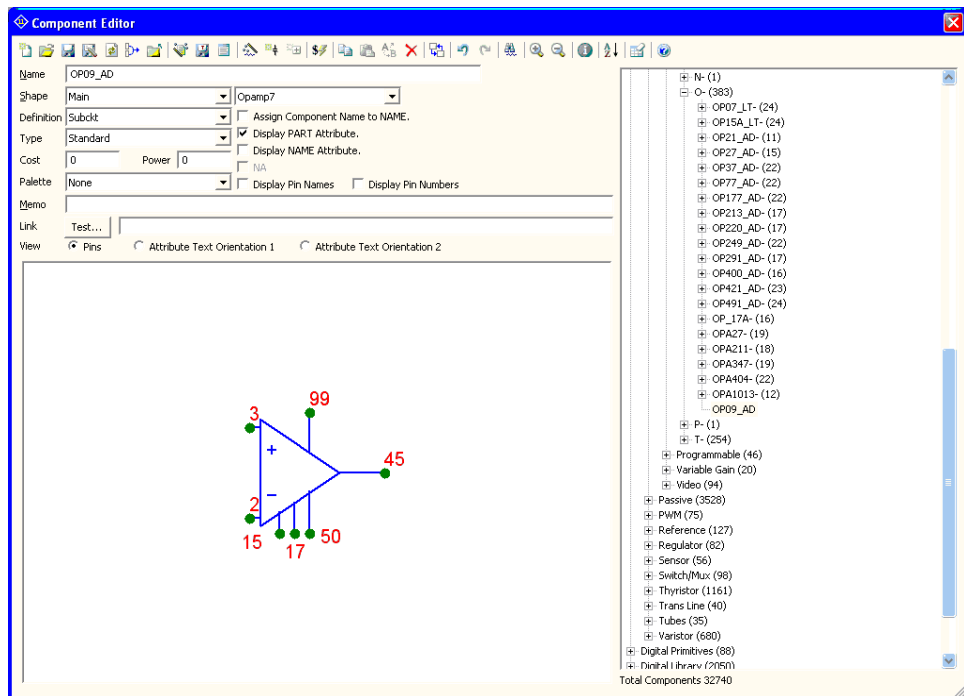 Component Editor
Name OP09_AD
Shape Main Opamp7
Definition Subckt Assign Component Name to NAME.
Type Standard Display PART Attribute.
Display NAME Attribute.
Cost 0 Power 0 NA
Palette None Display Pin Names Display Pin Numbers
Memo
Link Test...
View Pins Attribute Text Orientation 1 Attribute Text Orientation 2
3
99
+
45
-
2
15
17
50
N- (1)
O- (383)
OP07_LT- (24)
OP15A_LT- (24)
OP21_AD- (11)
OP27_AD- (15)
OP37_AD- (22)
OP77_AD- (22)
OP177_AD- (22)
OP213_AD- (17)
OP220_AD- (17)
OP249_AD- (22)
OP291_AD- (17)
OP400_AD- (16)
OP421_AD- (23)
OP491_AD- (24)
OP_17A- (16)
OPA27- (19)
OPA211- (18)
OPA347- (19)
OPA404- (22)
OPA1013- (12)
OP09_AD
P- (1)
T- (254)
Programmable (46)
Variable Gain (20)
Video (94)
Passive (3528)
PWM (75)
Reference (127)
Regulator (82)
Sensor (56)
Switch/Mux (98)
Thyristor (1161)
Trans Line (40)
Tubes (35)
Varistor (680)
Digital Primitives (88)
Digital Library (2050)
Total Components 32740